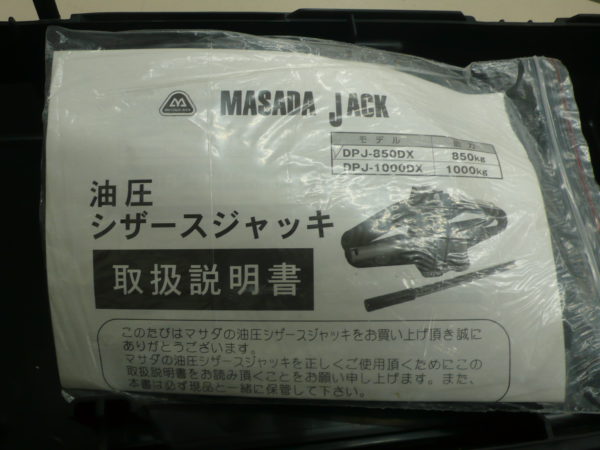 MASADA JACK
モデル 能力
DPJ-850DX 850kg
DPJ-1000DX 1000kg
油圧
シザースジャッキ
取扱説明書
このたびはマサダの油圧シザースジャッキをお買い上げ頂き誠に
ありがとうございます。
マサダの油圧シザースジャッキを正しくご使用頂くためにこの
取扱説明書をお読み頂くことをお願い申し上げます。また、
本書は必ず現品と一緒に保管して下さい。